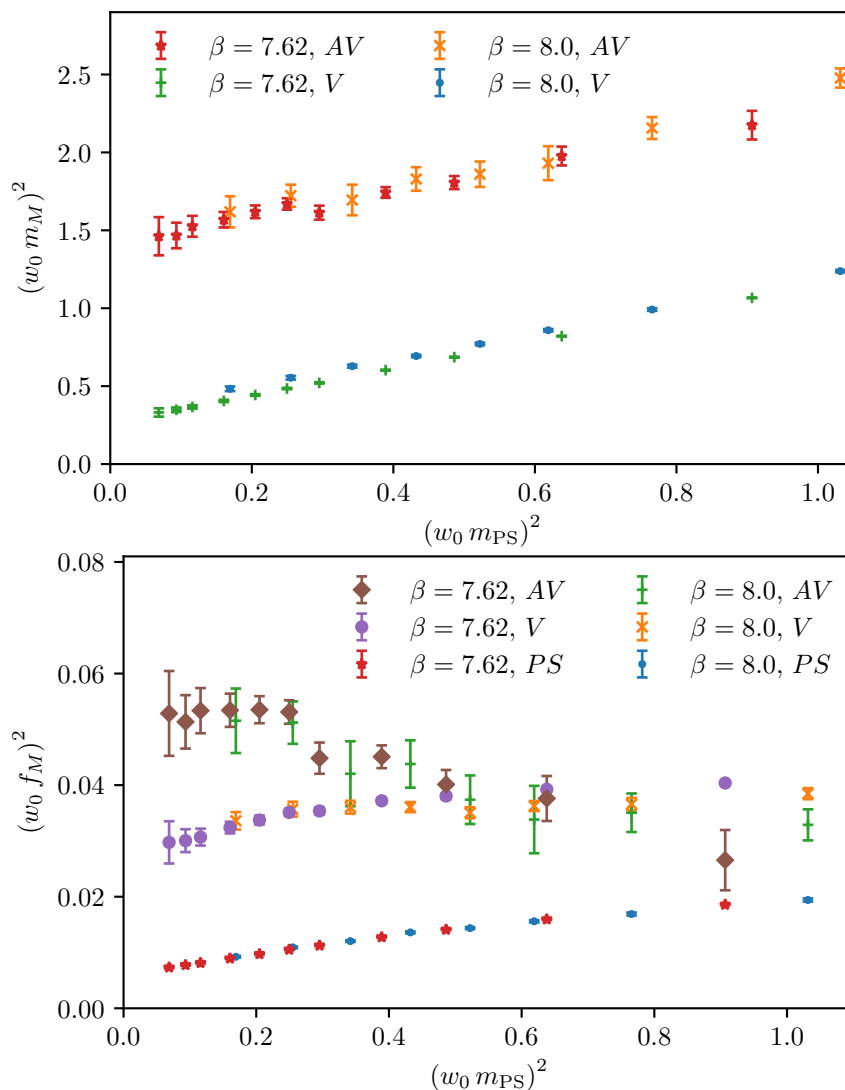 β = 7.62, AV
β = 8.0, AV
β = 7.62, V
β = 8.0, V
(w₀ m_M)²
2.5
2.0
1.5
1.0
0.5
0.0
0.0 0.2 0.4 0.6 0.8 1.0
(w₀ m_PS)²
β = 7.62, AV
β = 8.0, AV
β = 7.62, V
β = 8.0, V
β = 7.62, PS
β = 8.0, PS
(w₀ f_M)²
0.08
0.06
0.04
0.02
0.00
0.0 0.2 0.4 0.6 0.8 1.0
(w₀ m_PS)²